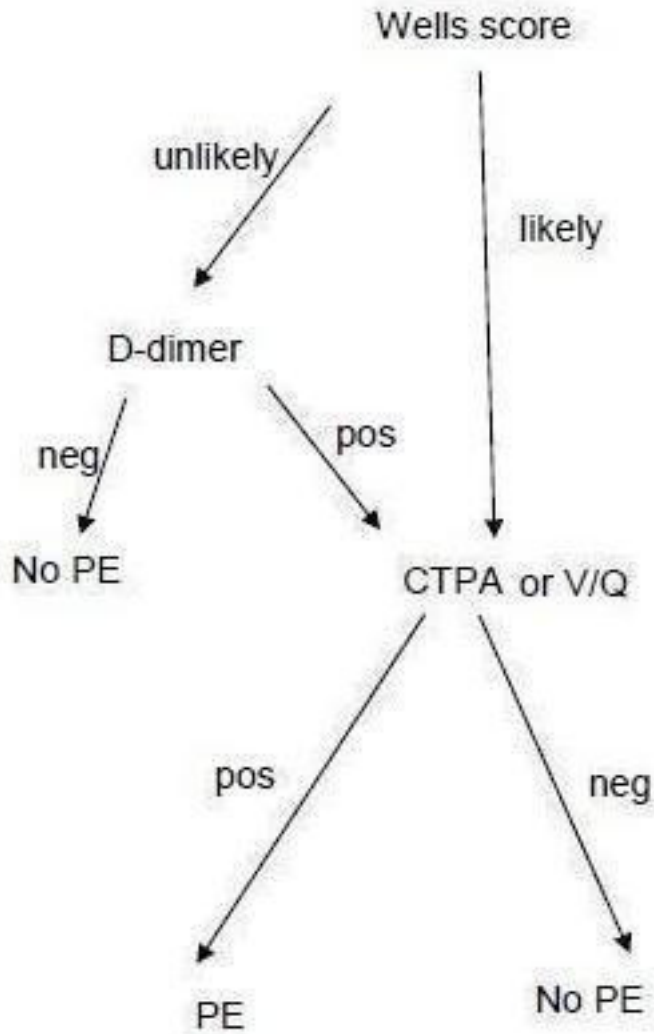 Wells score
unlikely
likely
D-dimer
neg
pos
No PE
CTPA or V/Q
pos
neg
PE
No PE